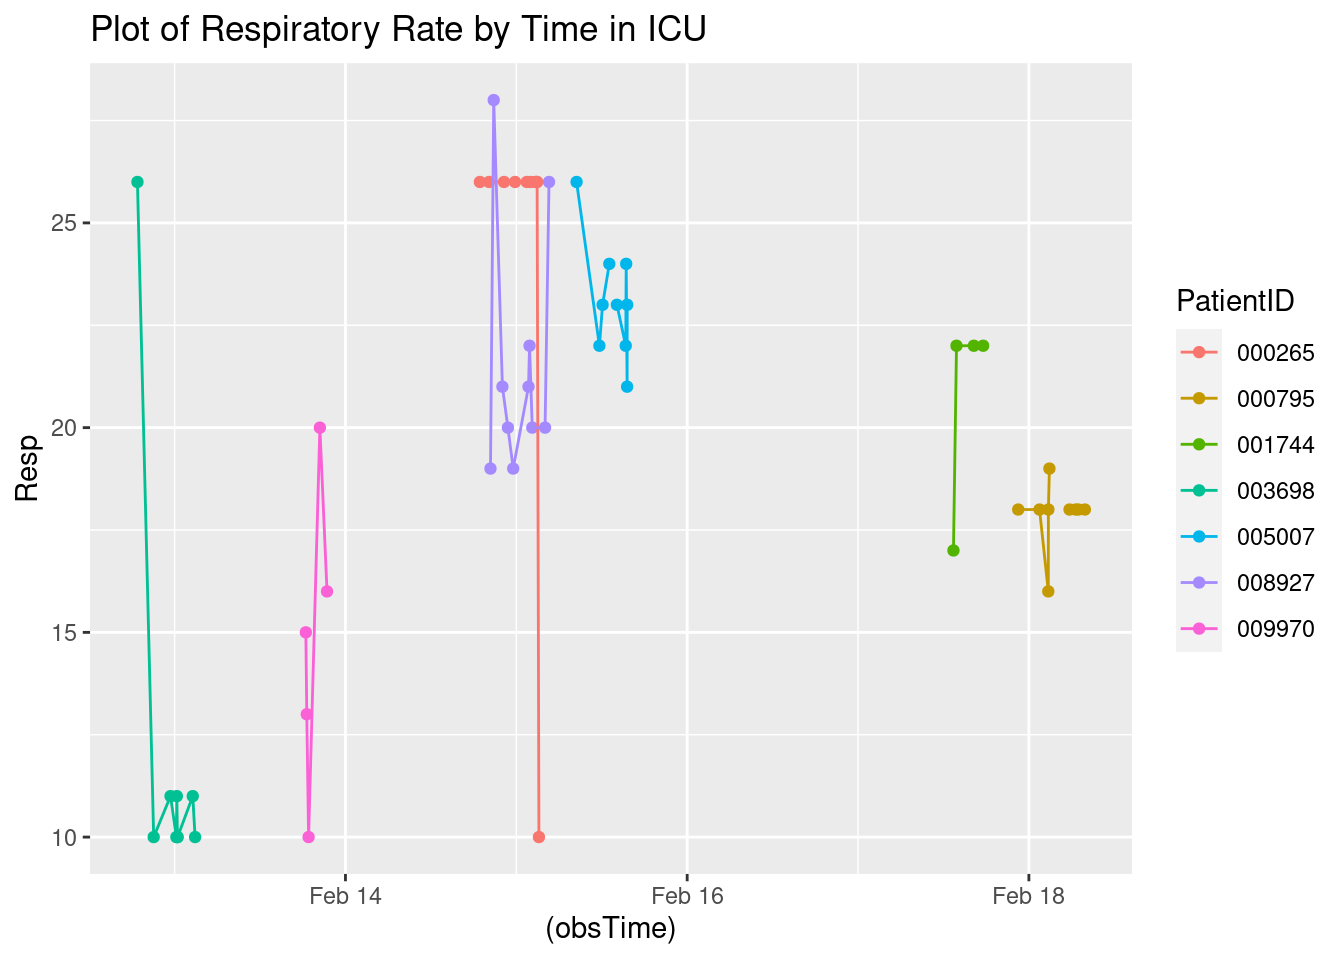 Plot of Respiratory Rate by Time in ICU
Resp
25
20
15
10
Feb 14
Feb 16
Feb 18
(obsTime)
PatientID
000265
000795
001744
003698
005007
008927
009970